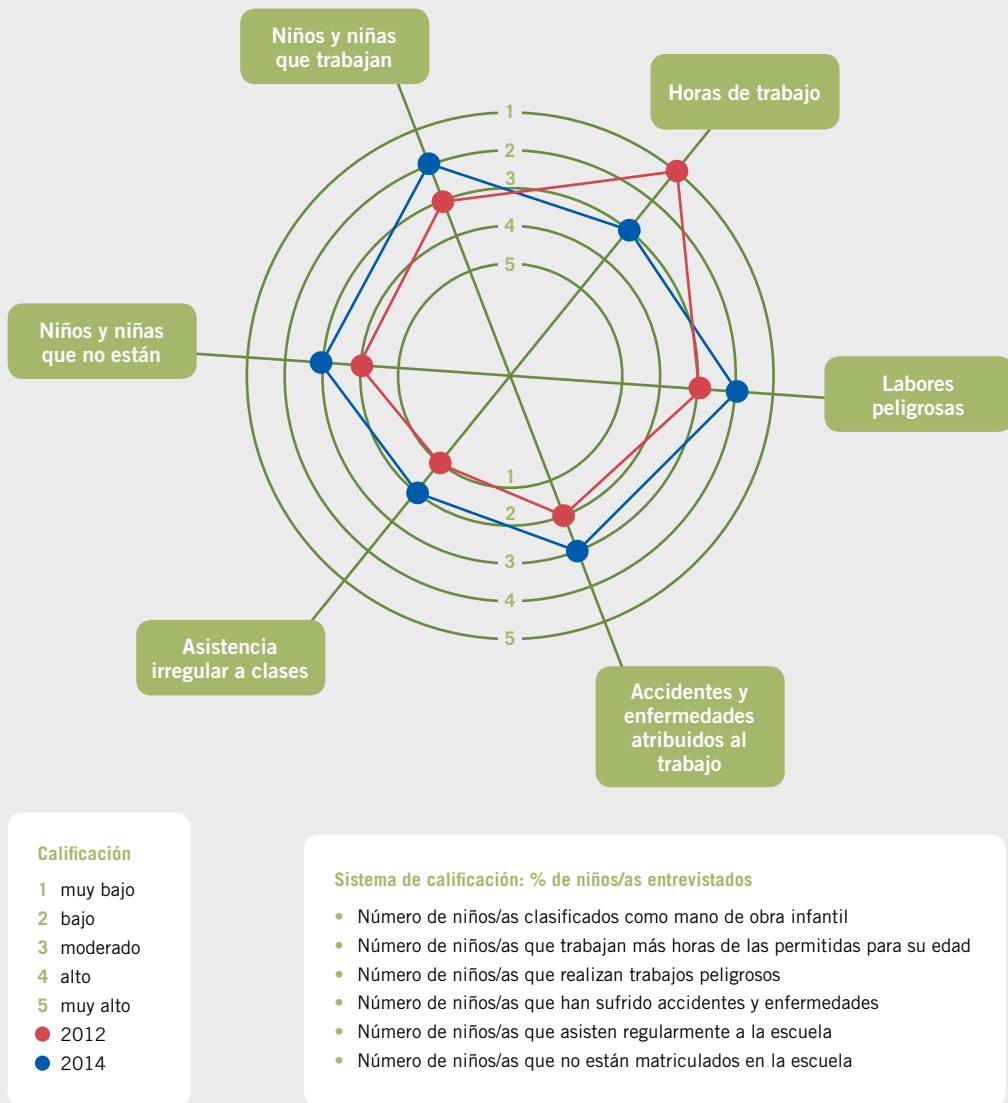 Niños y niñas
que trabajan
Horas de trabajo
1
2
3
4
5
Niños y niñas
que no están
Labores
peligrosas
1
2
3
4
5
Asistencia
irregular a clases
Accidentes y
enfermedades
atribuidos al
trabajo
Calificación
1 muy bajo
2 bajo
3 moderado
4 alto
5 muy alto
2012
2014
Sistema de calificación: % de niños/as entrevistados
• Número de niños/as clasificados como mano de obra infantil
• Número de niños/as que trabajan más horas de las permitidas para su edad
• Número de niños/as que realizan trabajos peligrosos
• Número de niños/as que han sufrido accidentes y enfermedades
• Número de niños/as que asisten regularmente a la escuela
• Número de niños/as que no están matriculados en la escuela